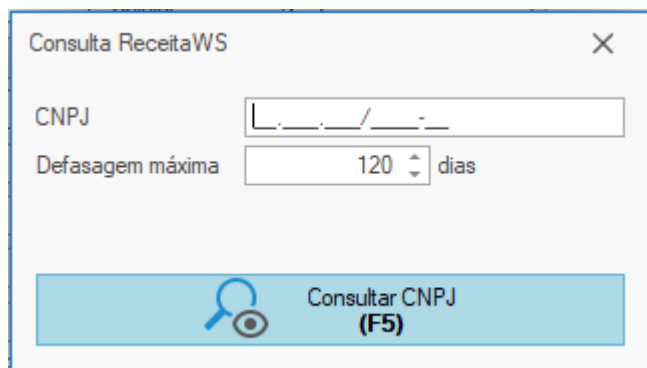 Consulta ReceitaWS
CNPJ __.___.___/____-__
Defasagem máxima 120 dias
Consultar CNPJ
(F5)